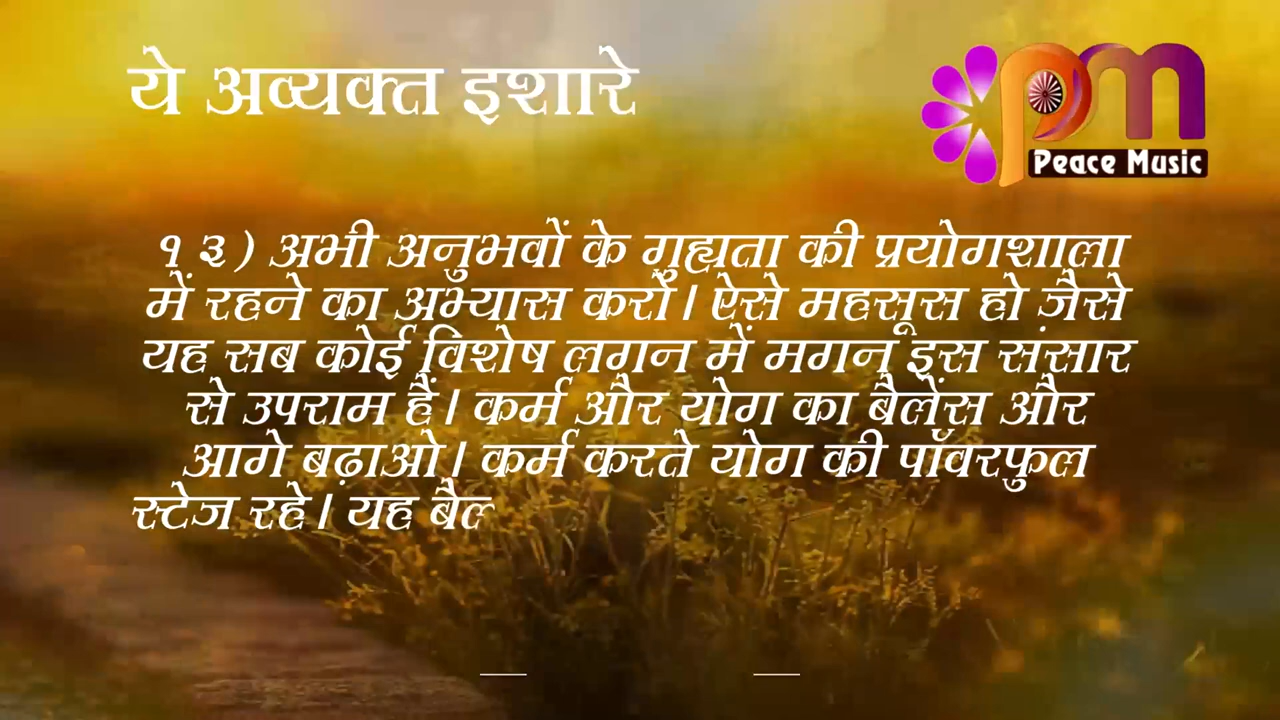 ये अव्यक्त इशारे
pm
Peace Music
१३) अभी अनुभवों के गुह्यता की प्रयोगशाला
में रहने का अभ्यास करो। ऐसे महसूस हो जैसे
यह सब कोई विशेष लगन में मगन इस संसार
से उपराम हैं। कर्म और योग का बैलेंस और
आगे बढ़ाओ। कर्म करते योग की पॉवरफुल
स्टेज रहे। यह बैल